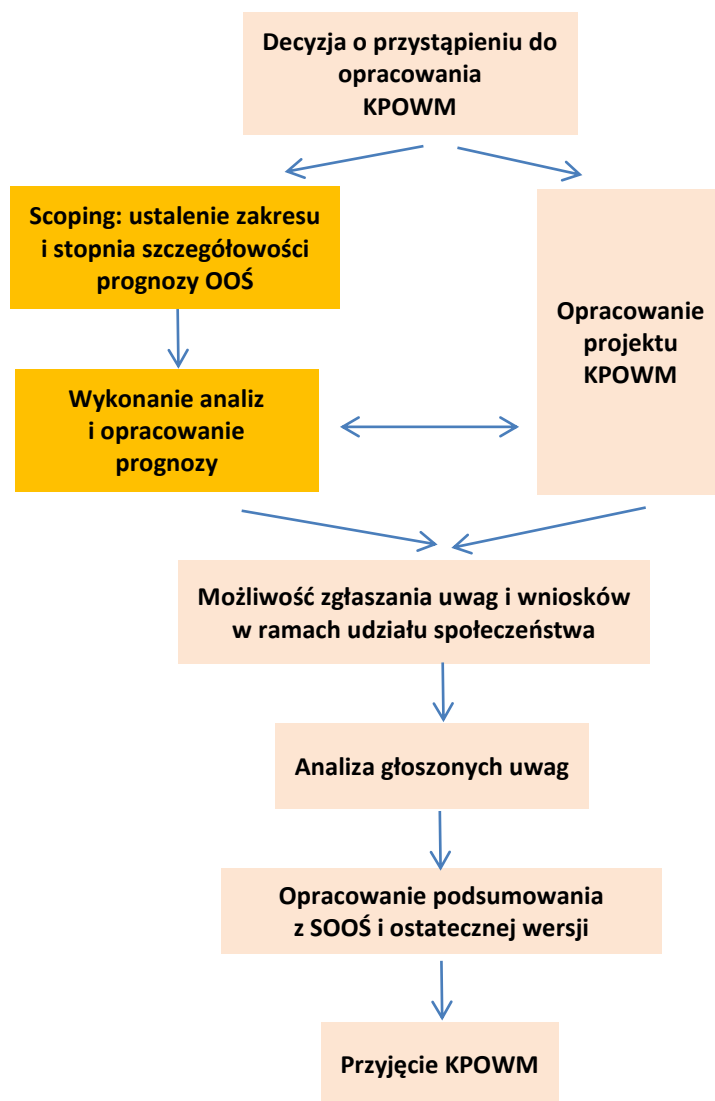 Decyzja o przystąpieniu do
opracowania
KPOWM
Scoping: ustalenie zakresu
i stopnia szczegółowości
prognozy OOŚ
Opracowanie
projektu
KPOWM
Wykonanie analiz
i opracowanie
prognozy
Możliwość zgłaszania uwag i wniosków
w ramach udziału społeczeństwa
Analiza głoszonych uwag
Opracowanie podsumowania
z SOOŚ i ostatecznej wersji
Przyjęcie KPOWM